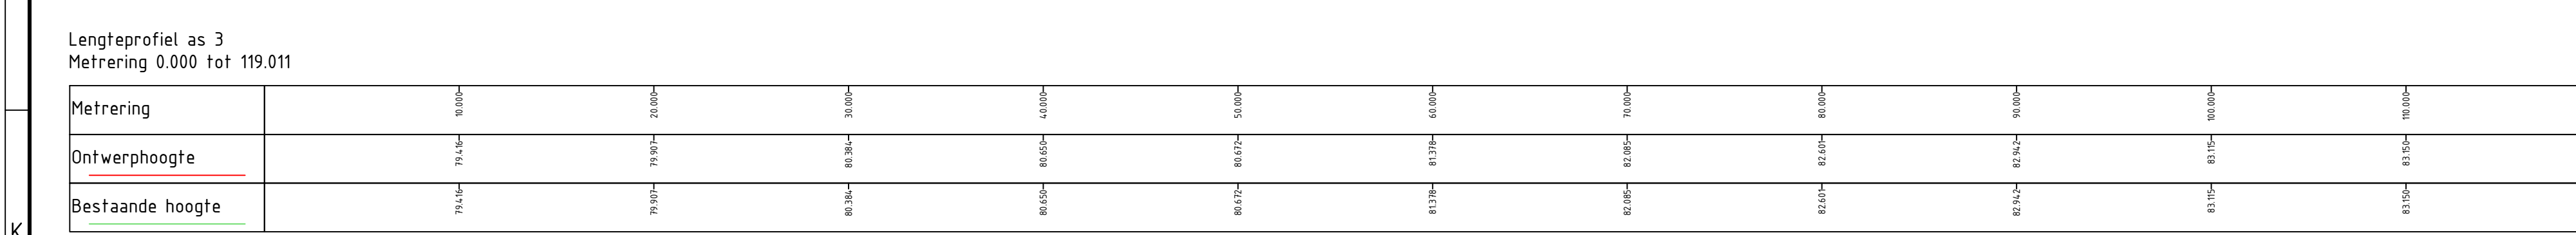 Lengteprofiel as 3
Metrering 0.000 tot 119.011
Metrering 10.000 20.000 30.000 40.000 50.000 60.000 70.000 80.000 90.000 100.000 110.000
Ontwerphoogte 79.416 79.907 80.384 80.650 80.672 81.378 82.085 82.601 82.942 83.115 83.150
Bestaande hoogte 79.416 79.907 80.384 80.650 80.672 81.378 82.085 82.601 82.942 83.115 83.150
K